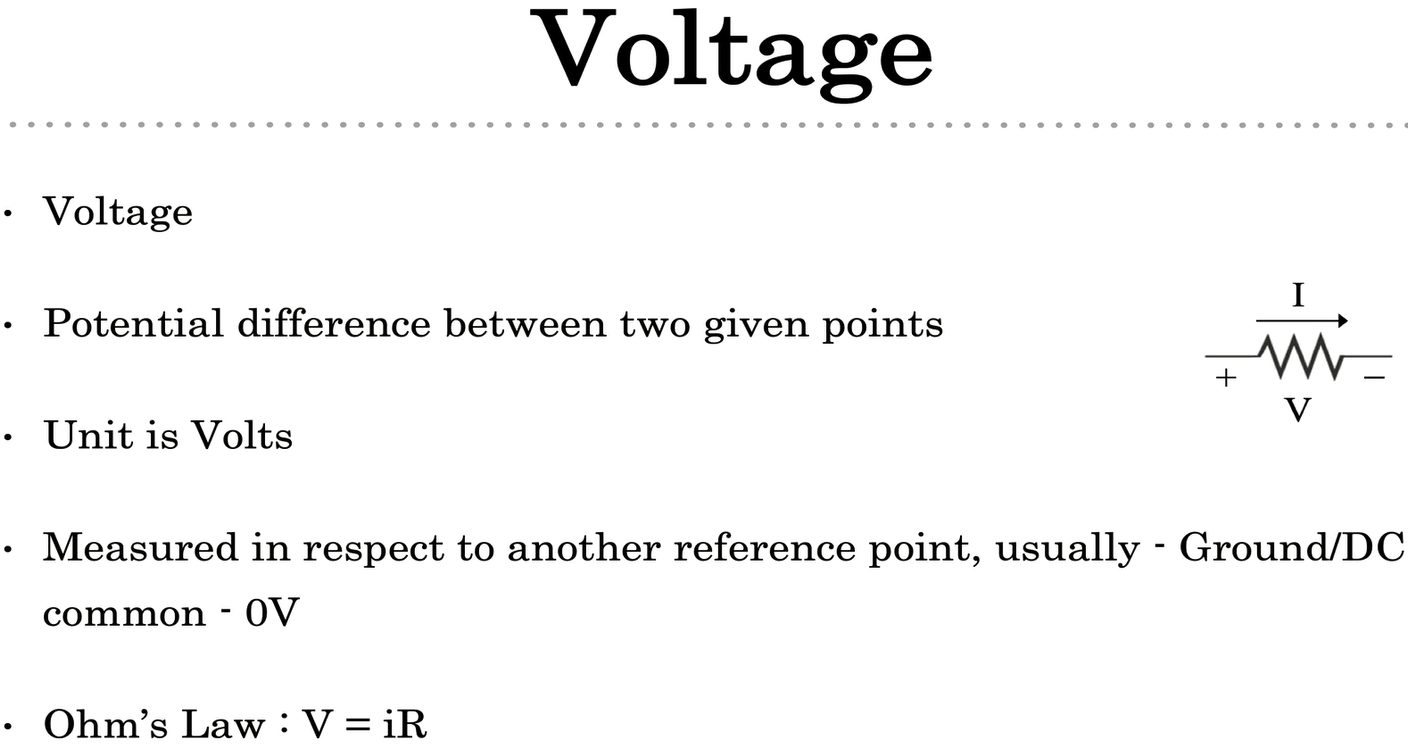 Voltage
• Voltage
• Potential difference between two given points
I
+ −
V
• Unit is Volts
• Measured in respect to another reference point, usually - Ground/DC
common - 0V
• Ohm’s Law : V = iR